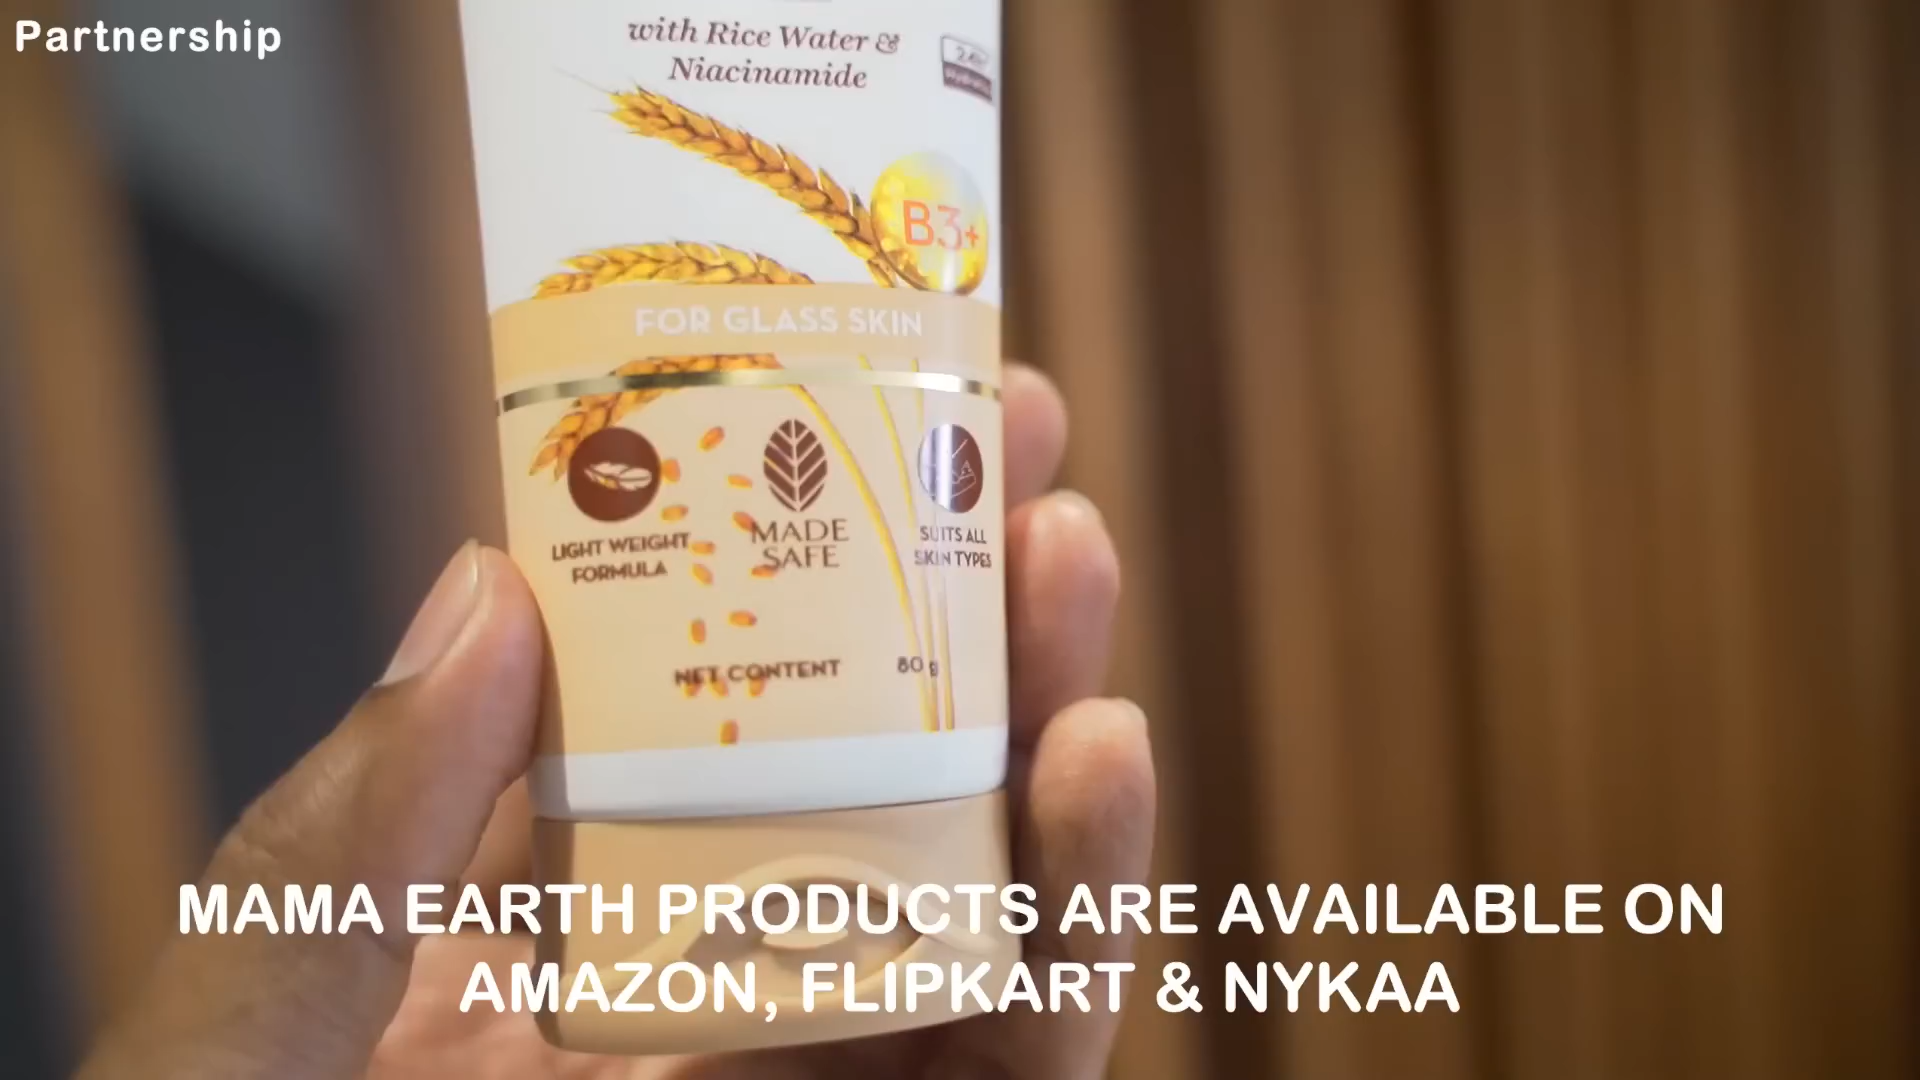 Partnership
with Rice Water &
Niacinamide
B3+
FOR GLASS SKIN
LIGHT WEIGHT
FORMULA
MADE
SAFE
SUITS ALL
SKIN TYPES
NET CONTENT 80 g
MAMA EARTH PRODUCTS ARE AVAILABLE ON
AMAZON, FLIPKART & NYKAA